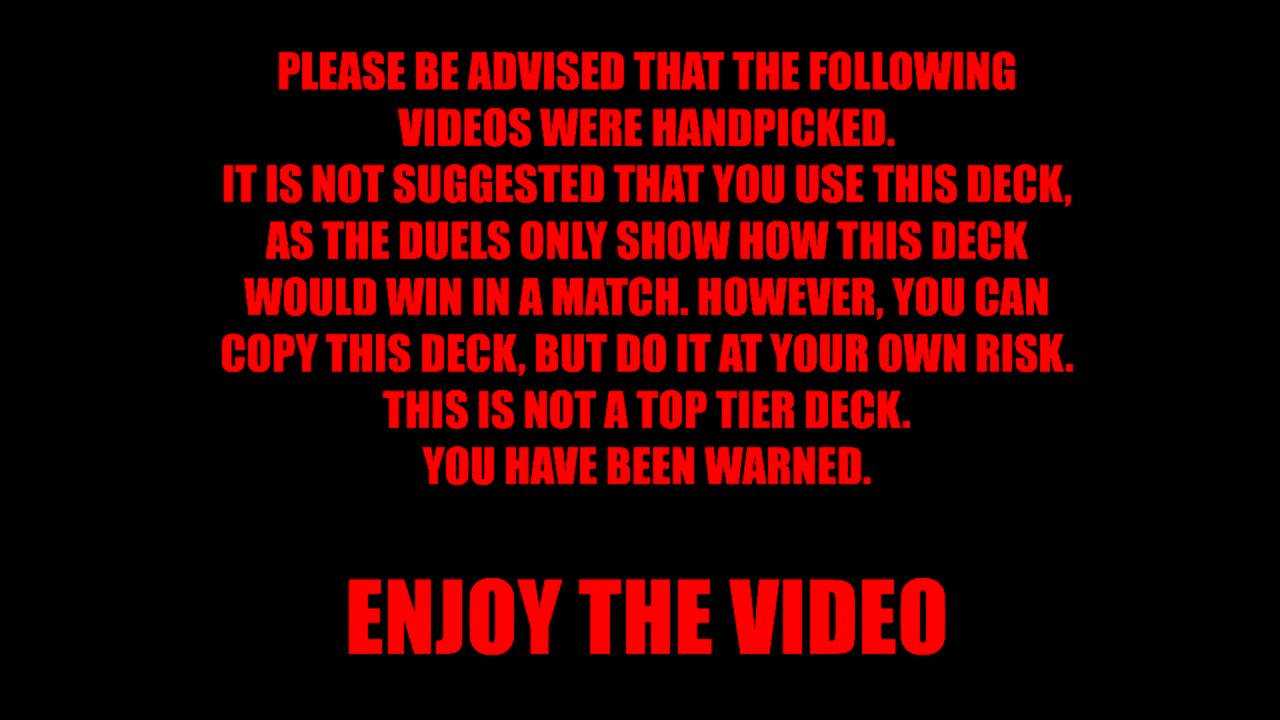 PLEASE BE ADVISED THAT THE FOLLOWING
VIDEOS WERE HANDPICKED.
IT IS NOT SUGGESTED THAT YOU USE THIS DECK,
AS THE DUELS ONLY SHOW HOW THIS DECK
WOULD WIN IN A MATCH. HOWEVER, YOU CAN
COPY THIS DECK, BUT DO IT AT YOUR OWN RISK.
THIS IS NOT A TOP TIER DECK.
YOU HAVE BEEN WARNED.
ENJOY THE VIDEO